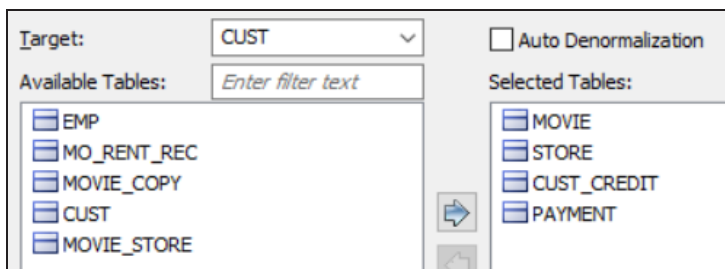 Target: CUST Auto Denormalization
Available Tables: Enter filter text Selected Tables:
EMP MOVIE
MO_RENT_REC STORE
MOVIE_COPY CUST_CREDIT
CUST PAYMENT
MOVIE_STORE